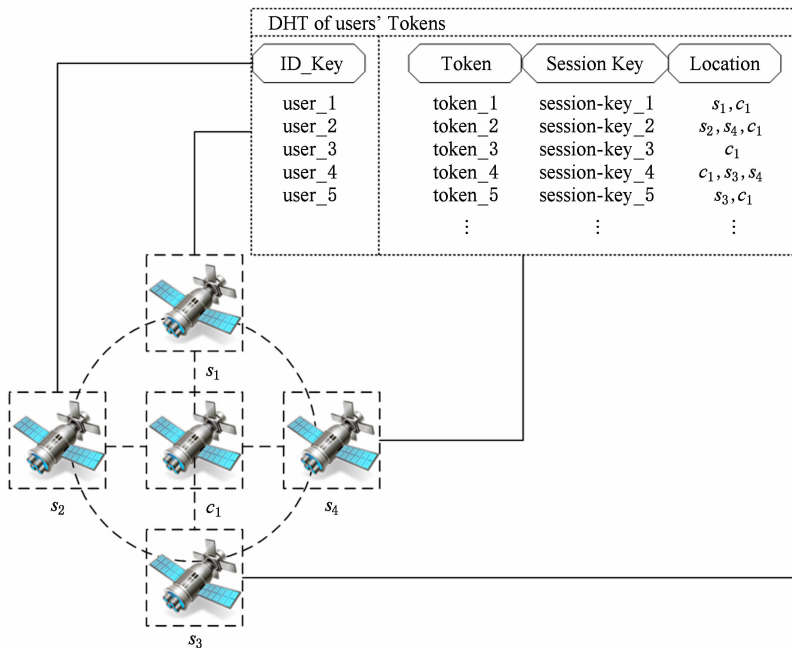 DHT of users' Tokens
ID_Key Token Session Key Location
user_1 token_1 session-key_1 s₁, c₁
user_2 token_2 session-key_2 s₂, s₄, c₁
user_3 token_3 session-key_3 c₁
user_4 token_4 session-key_4 c₁, s₃, s₄
user_5 token_5 session-key_5 s₃, c₁
⋮ ⋮ ⋮
s₁
s₂ c₁ s₄
s₃